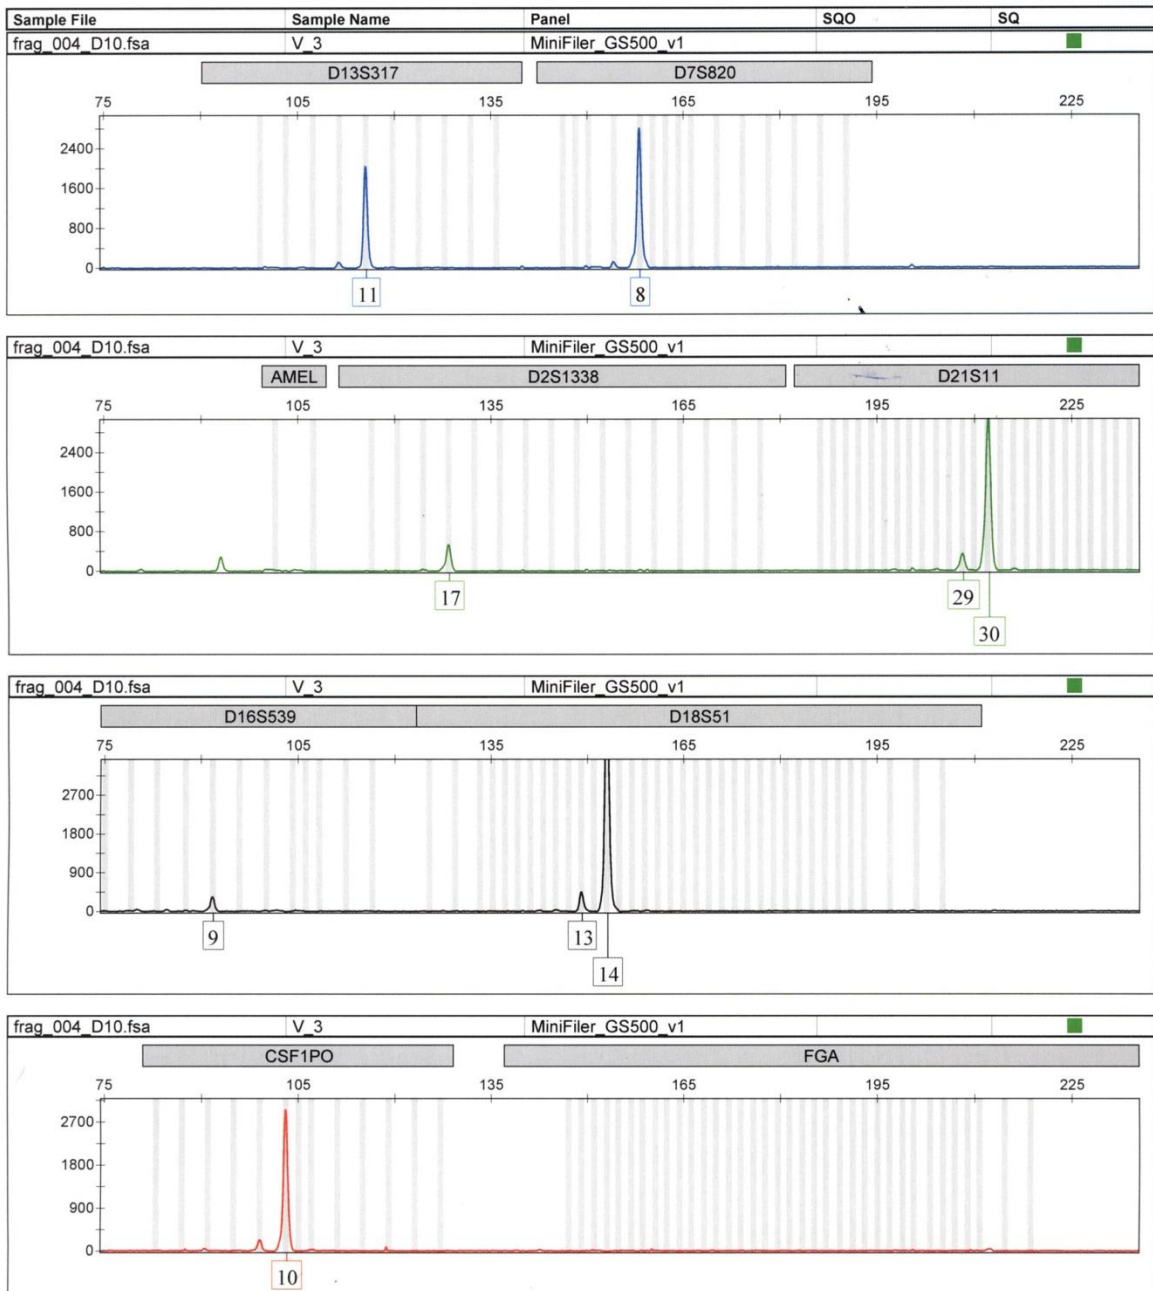 Sample File Sample Name Panel SQO SQ
frag_004_D10.fsa V_3 MiniFiler_GS500_v1
D13S317 D7S820
75 105 135 165 195 225
2400
1600
800
0
11 8
frag_004_D10.fsa V_3 MiniFiler_GS500_v1
AMEL D2S1338 D21S11
75 105 135 165 195 225
2400
1600
800
0
17 29
30
frag_004_D10.fsa V_3 MiniFiler_GS500_v1
D16S539 D18S51
75 105 135 165 195 225
2700
1800
900
0
9 13
14
frag_004_D10.fsa V_3 MiniFiler_GS500_v1
CSF1PO FGA
75 105 135 165 195 225
2700
1800
900
0
10